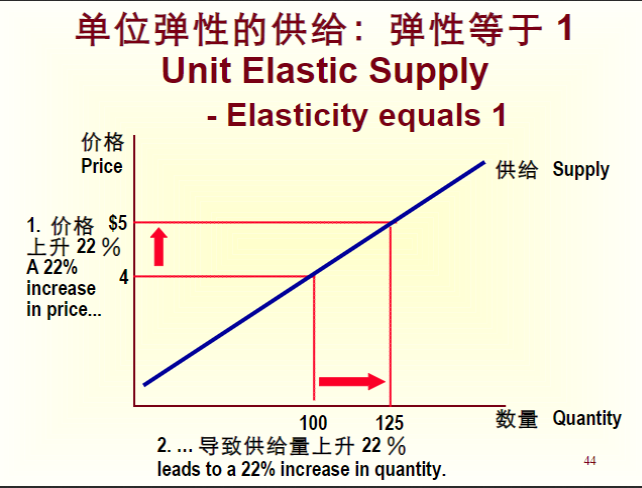 单位弹性的供给：弹性等于 1
Unit Elastic Supply
- Elasticity equals 1
价格
Price
供给 Supply
1. 价格
上升 22 %
A 22%
increase
in price...
$5
4
100
125
数量 Quantity
2. ... 导致供给量上升 22 %
leads to a 22% increase in quantity.
44